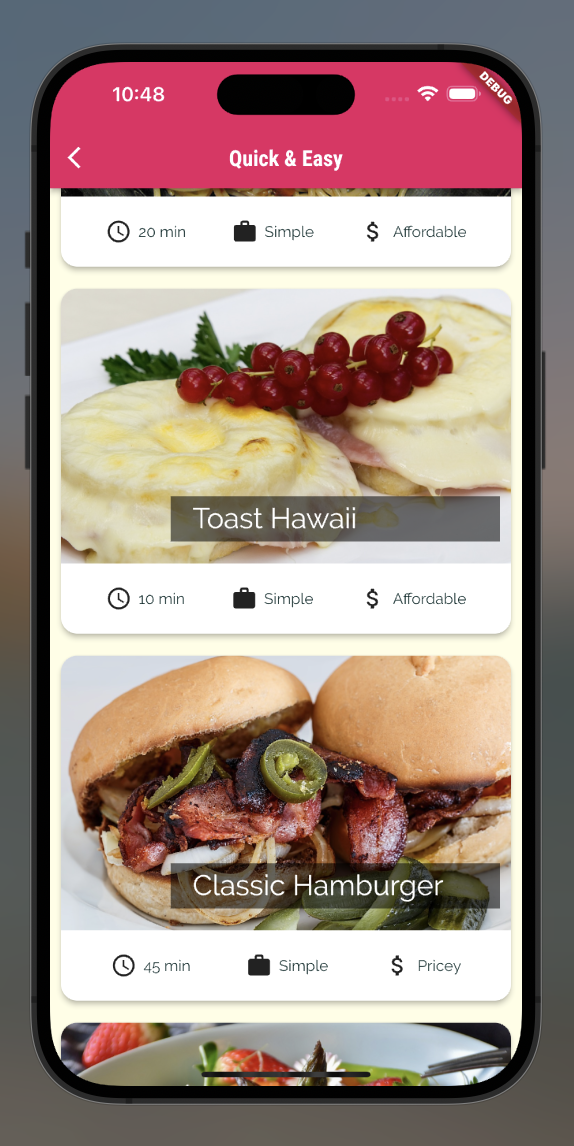 10:48
DEBUG
Quick & Easy
20 min Simple Affordable
Toast Hawaii
10 min Simple Affordable
Classic Hamburger
45 min Simple Pricey